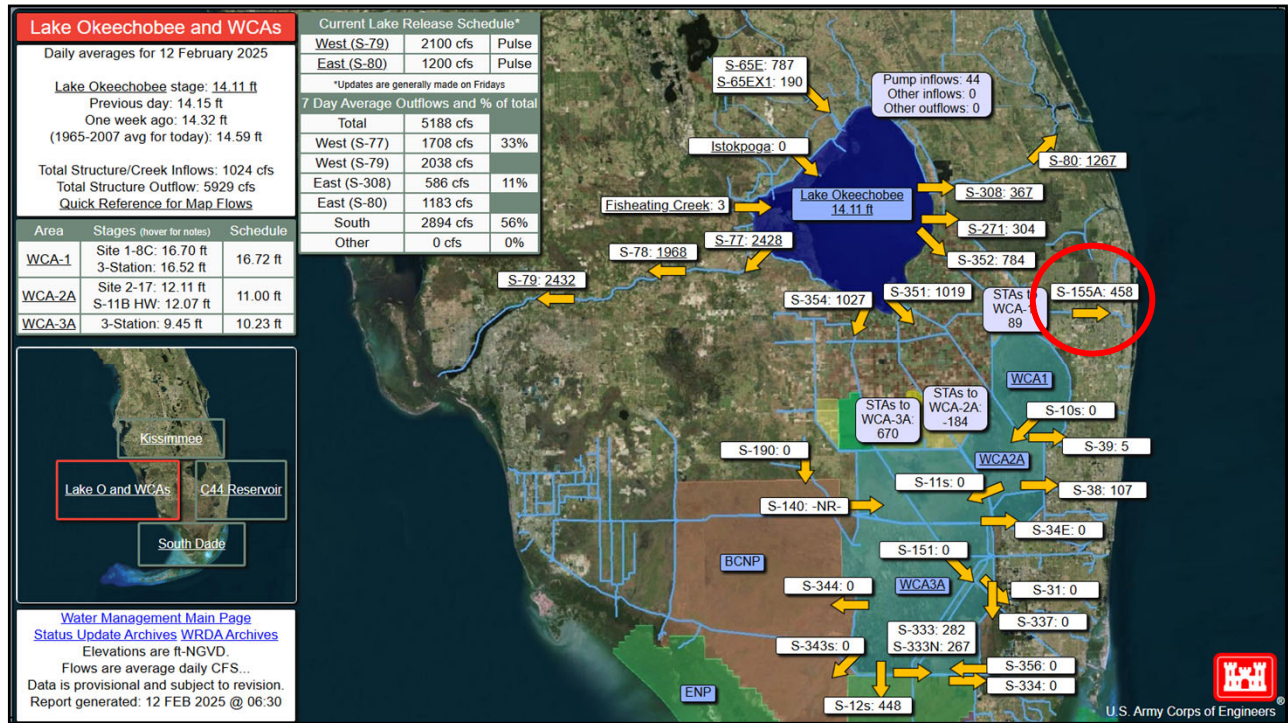 Lake Okeechobee and WCAs
Daily averages for 12 February 2025
Lake Okeechobee stage: 14.11 ft
Previous day: 14.15 ft
One week ago: 14.32 ft
(1965-2007 avg for today): 14.59 ft
Total Structure/Creek Inflows: 1024 cfs
Total Structure Outflow: 5929 cfs
Quick Reference for Map Flows
Area Stages (hover for notes) Schedule
WCA-1 Site 1-8C: 16.70 ft 16.72 ft
3-Station: 16.52 ft
WCA-2A Site 2-17: 12.11 ft 11.00 ft
S-11B HW: 12.07 ft
WCA-3A 3-Station: 9.45 ft 10.23 ft
Kissimmee
Lake O and WCAs
C44 Reservoir
South Dade
Water Management Main Page
Status Update Archives WRDA Archives
Elevations are ft-NGVD.
Flows are average daily CFS...
Data is provisional and subject to revision.
Report generated: 12 FEB 2025 @ 06:30
Current Lake Release Schedule*
West (S-79) 2100 cfs Pulse
East (S-80) 1200 cfs Pulse
*Updates are generally made on Fridays
7 Day Average Outflows and % of total
Total 5188 cfs
West (S-77) 1708 cfs 33%
West (S-79) 2038 cfs
East (S-308) 586 cfs 11%
East (S-80) 1183 cfs
South 2894 cfs 56%
Other 0 cfs 0%
S-65E: 787
S-65EX1: 190
Pump inflows: 44
Other inflows: 0
Other outflows: 0
Istokpoga: 0
S-80: 1267
Fisheating Creek: 3
Lake Okeechobee
14.11 ft
S-308: 367
S-271: 304
S-77: 2428
S-78: 1968
S-352: 784
S-79: 2432
S-354: 1027
S-351: 1019
STAs to
WCA-1
89
S-155A: 458
WCA1
STAs to
WCA-3A:
670
STAs to
WCA-2A:
-184
S-10s: 0
S-39: 5
S-190: 0
WCA2A
S-11s: 0
S-38: 107
S-140: -NR-
S-34E: 0
BCNP
S-151: 0
WCA3A
S-344: 0
S-31: 0
S-337: 0
S-333: 282
S-333N: 267
S-343s: 0
S-356: 0
S-334: 0
ENP
S-12s: 448
U.S. Army Corps of Engineers ®